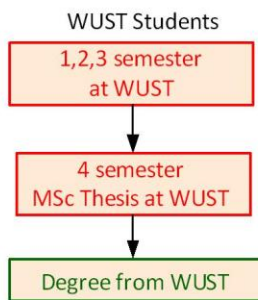 WUST Students
1,2,3 semester
at WUST
4 semester
MSc Thesis at WUST
Degree from WUST